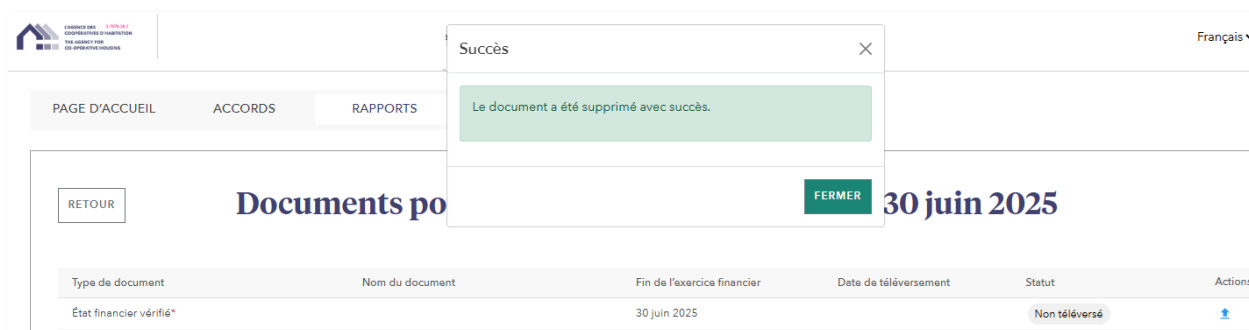 L'AGENCE DES
COOPÉRATIVES D'HABITATION
THE AGENCY FOR
CO-OPERATIVE HOUSING
Français
Succès
PAGE D'ACCUEIL ACCORDS RAPPORTS
Le document a été supprimé avec succès.
FERMER
RETOUR
Documents po 30 juin 2025
Type de document Nom du document Fin de l'exercice financier Date de téléversement Statut Actions
État financier vérifié* 30 juin 2025 Non téléversé